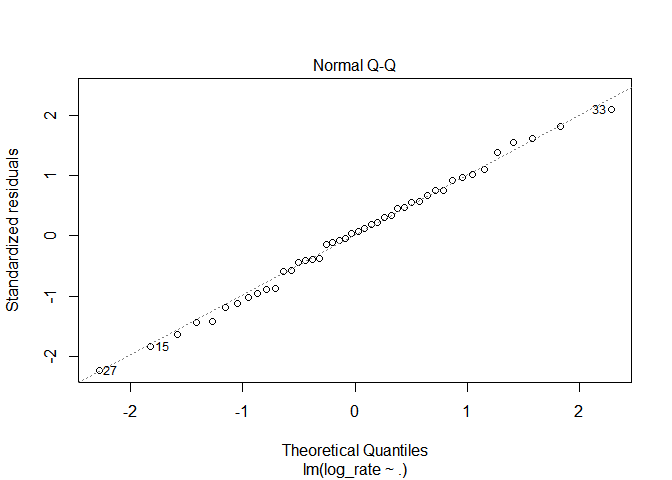 Normal Q-Q
Standardized residuals
2
1
0
-1
-2
33
15
27
-2 -1 0 1 2
Theoretical Quantiles
lm(log_rate ~ .)